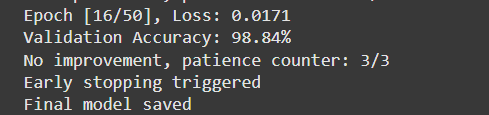 Epoch [16/50], Loss: 0.0171
Validation Accuracy: 98.84%
No improvement, patience counter: 3/3
Early stopping triggered
Final model saved